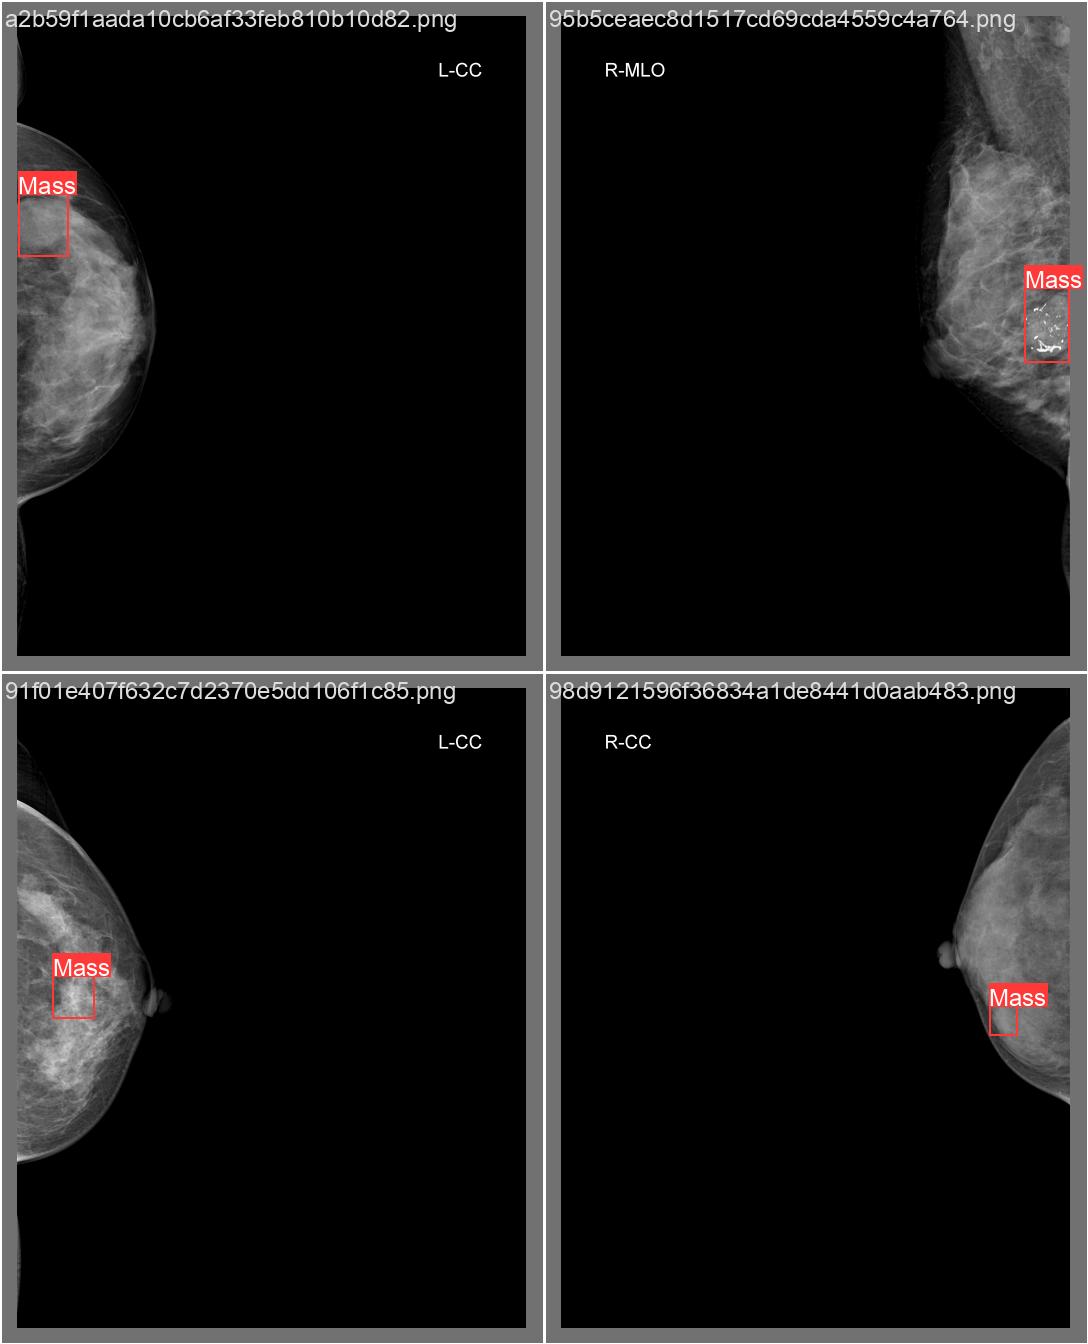 a2b59f1aada10cb6af33feb810b10d82.png
L-CC
Mass
95b5ceaec8d1517cd69cda4559c4a764.png
R-MLO
Mass
91f01e407f632c7d2370e5dd106f1c85.png
L-CC
Mass
98d9121596f36834a1de8441d0aab483.png
R-CC
Mass